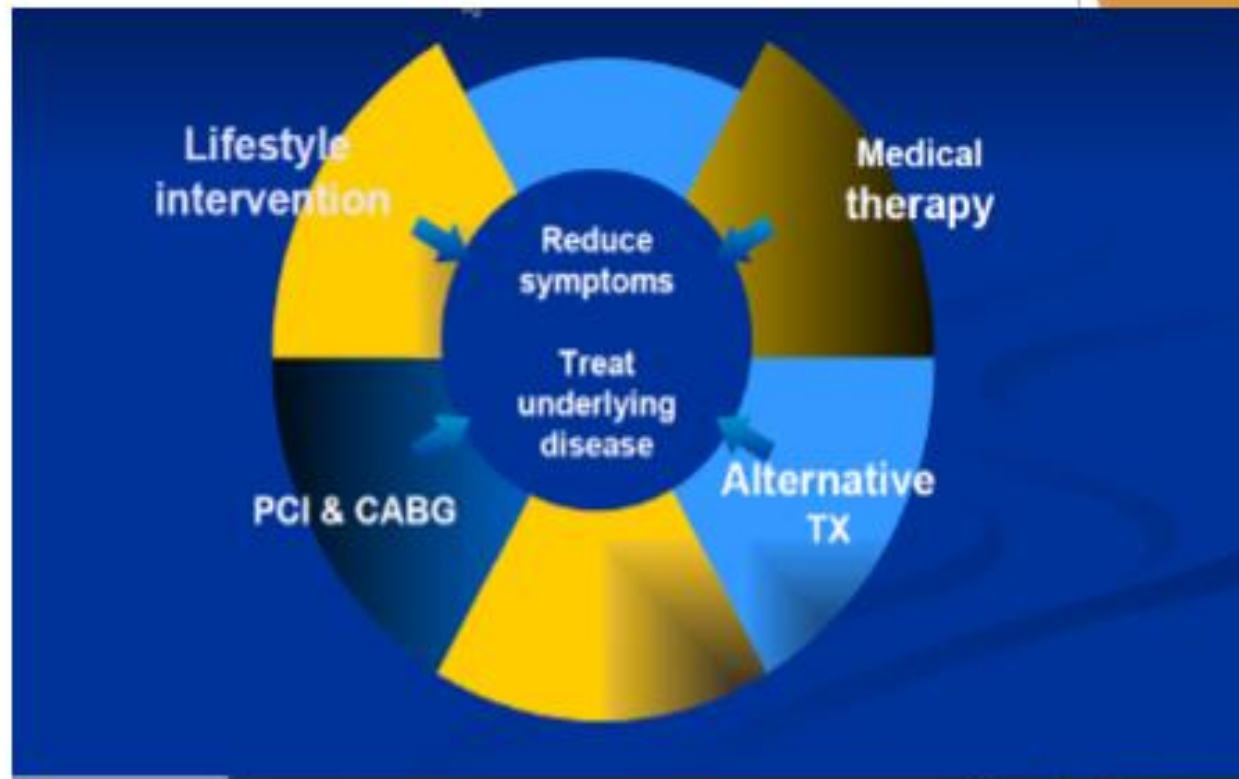 Lifestyle
intervention
Medical
therapy
Reduce
symptoms
Treat
underlying
disease
PCI & CABG
Alternative
TX